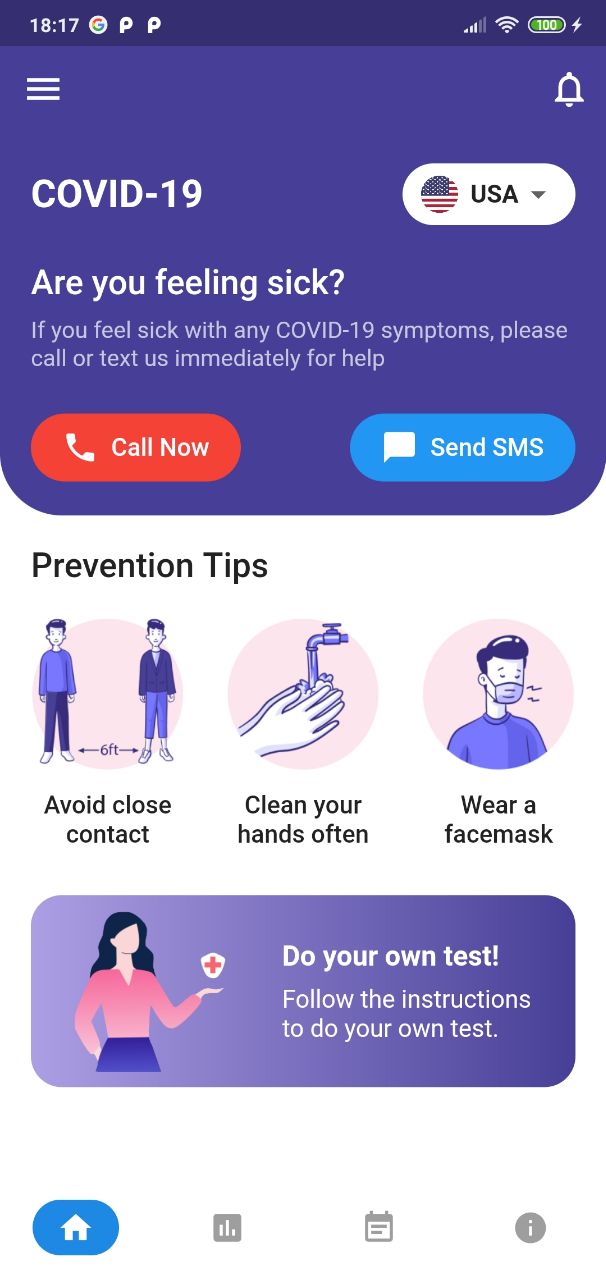 18:17
100
COVID-19
USA
Are you feeling sick?
If you feel sick with any COVID-19 symptoms, please
call or text us immediately for help
Call Now
Send SMS
Prevention Tips
6ft
Avoid close
contact
Clean your
hands often
Wear a
facemask
Do your own test!
Follow the instructions
to do your own test.